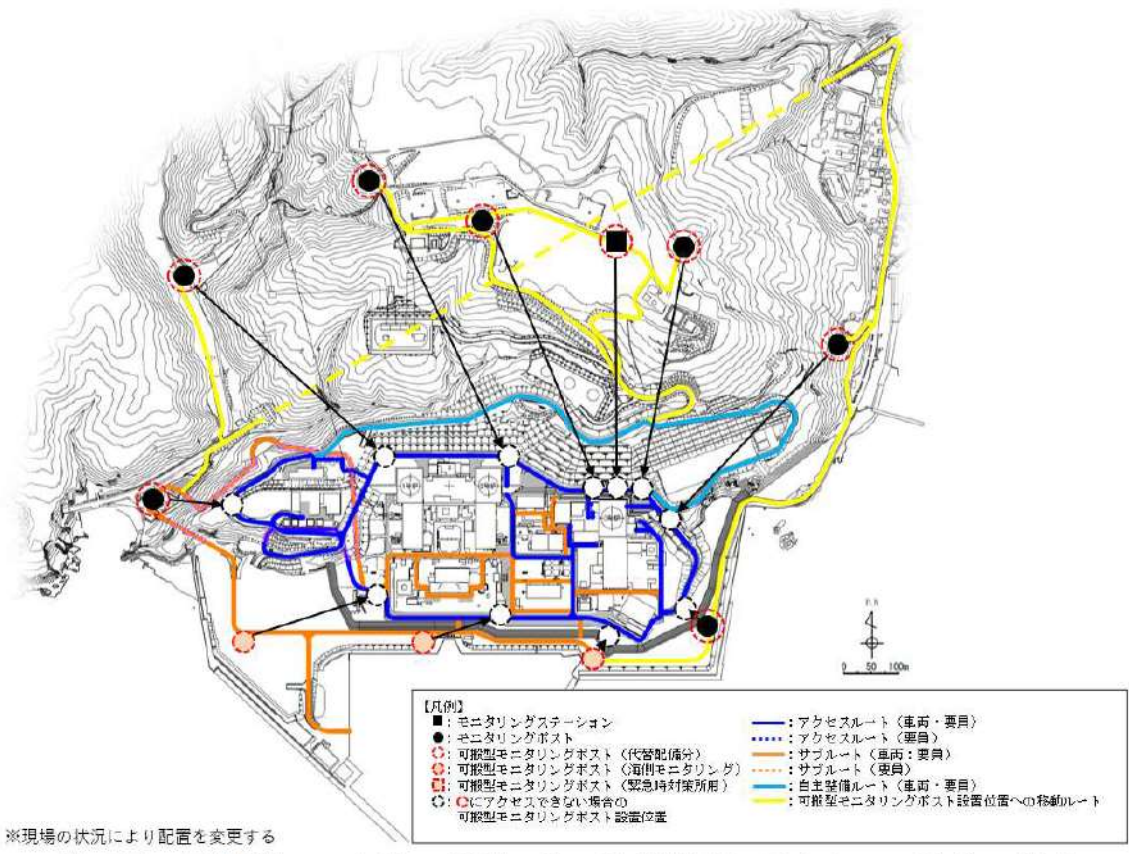 P.N
0 50 100m
【凡例】
■：モニタリングステーション
●：モニタリングポスト
：可搬型モニタリングポスト（代替配備分）
：可搬型モニタリングポスト（海側モニタリング）
：可搬型モニタリングポスト（緊急時対策所用）
：にアクセスできない場合の
可搬型モニタリングポスト設置位置
：アクセスルート（車両・要員）
：アクセスルート（要員）
：サブルート（車両・要員）
：サブルート（要員）
：自主整備ルート（車両・要員）
：可搬型モニタリングポスト設置位置への移動ルート
※現場の状況により配置を変更する